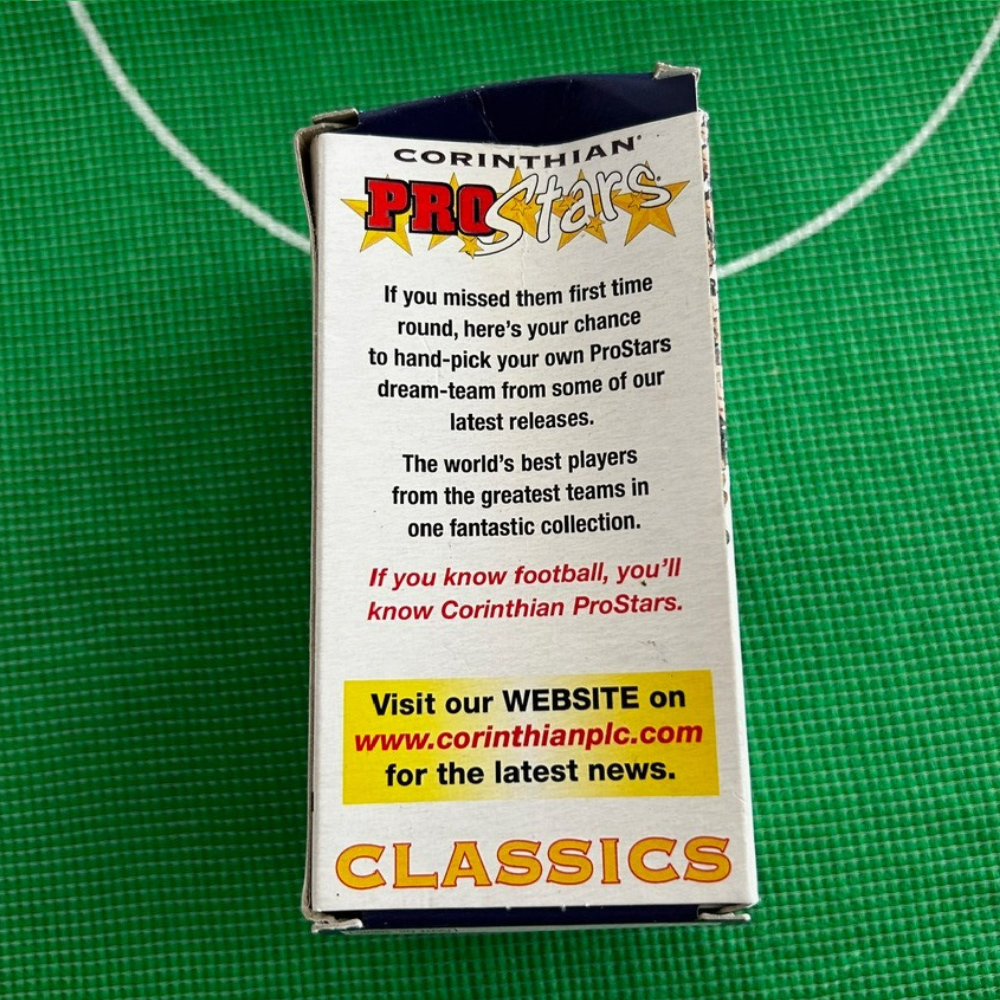 CORINTHIAN
PROStars
If you missed them first time
round, here's your chance
to hand-pick your own ProStars
dream-team from some of our
latest releases.
The world's best players
from the greatest teams in
one fantastic collection.
If you know football, you'll
know Corinthian ProStars.
Visit our WEBSITE on
www.corinthianplc.com
for the latest news.
CLASSICS